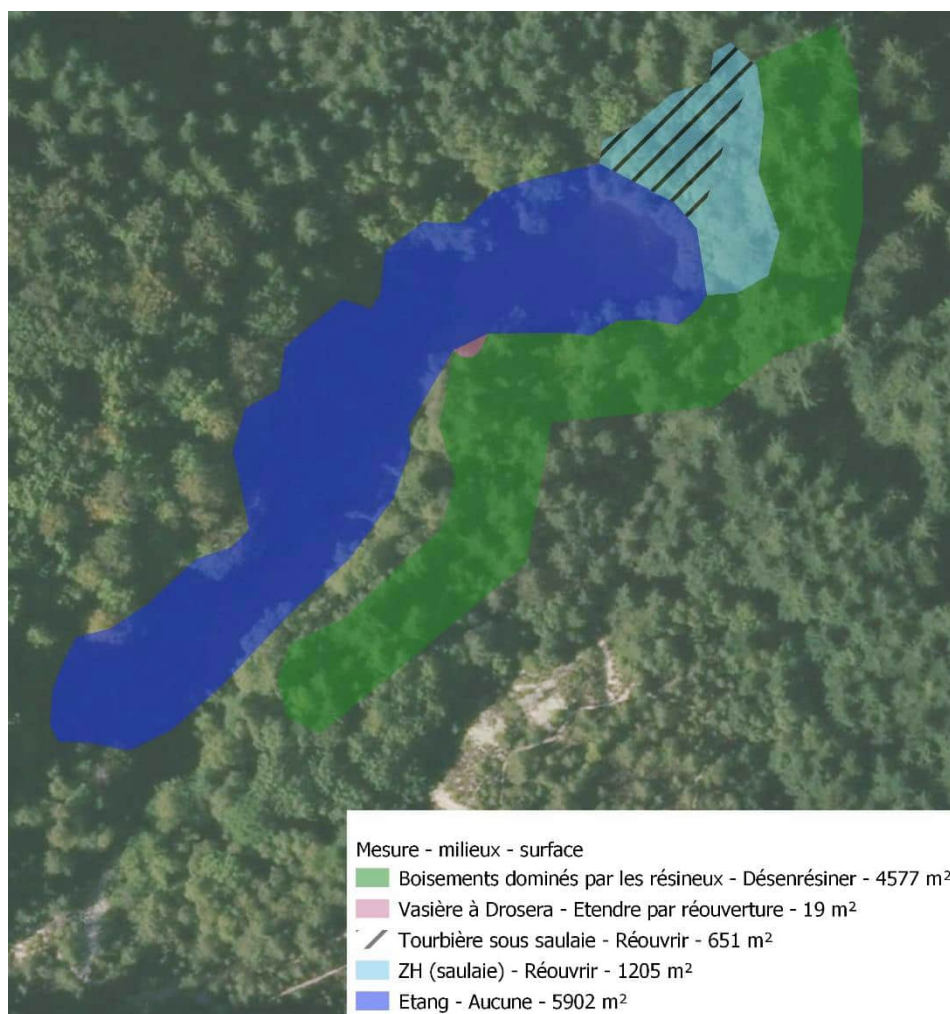 Mesure - milieux - surface
Boisements dominés par les résineux - Désenrésiner - 4577 m²
Vasière à Drosera - Etendre par réouverture - 19 m²
Tourbière sous saulaie - Réouvrir - 651 m²
ZH (saulaie) - Réouvrir - 1205 m²
Etang - Aucune - 5902 m²